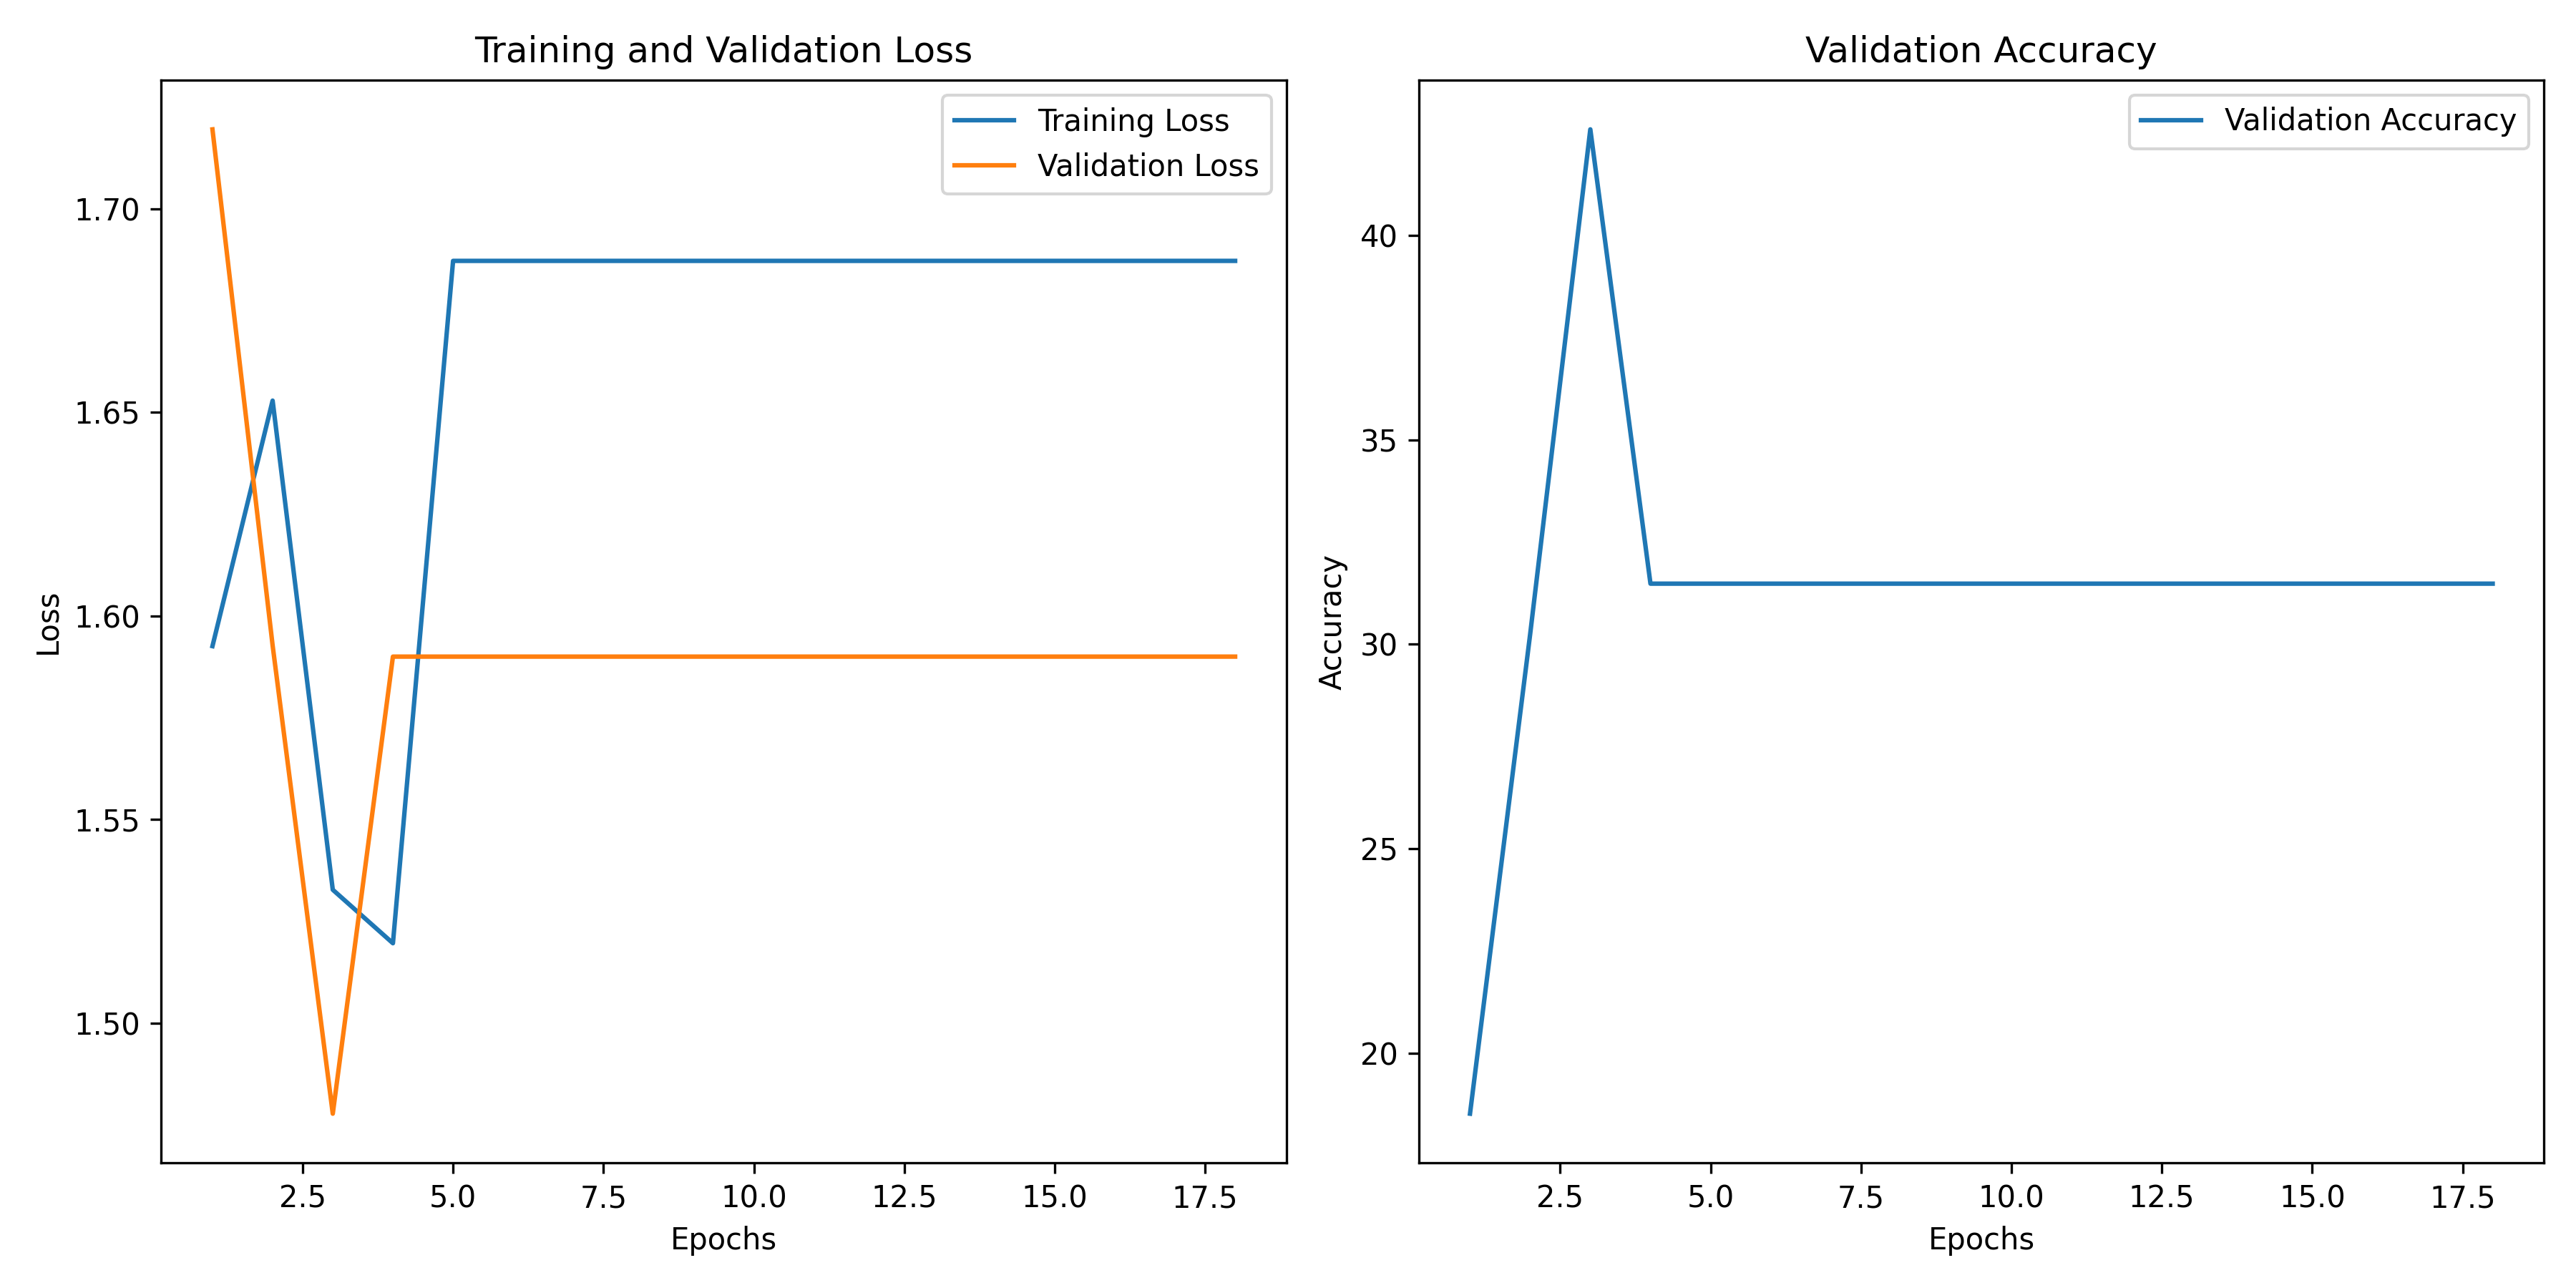 Training and Validation Loss
Training Loss
Validation Loss
1.70
1.65
1.60
1.55
1.50
Loss
2.5 5.0 7.5 10.0 12.5 15.0 17.5
Epochs
Validation Accuracy
Validation Accuracy
40
35
30
25
20
Accuracy
2.5 5.0 7.5 10.0 12.5 15.0 17.5
Epochs